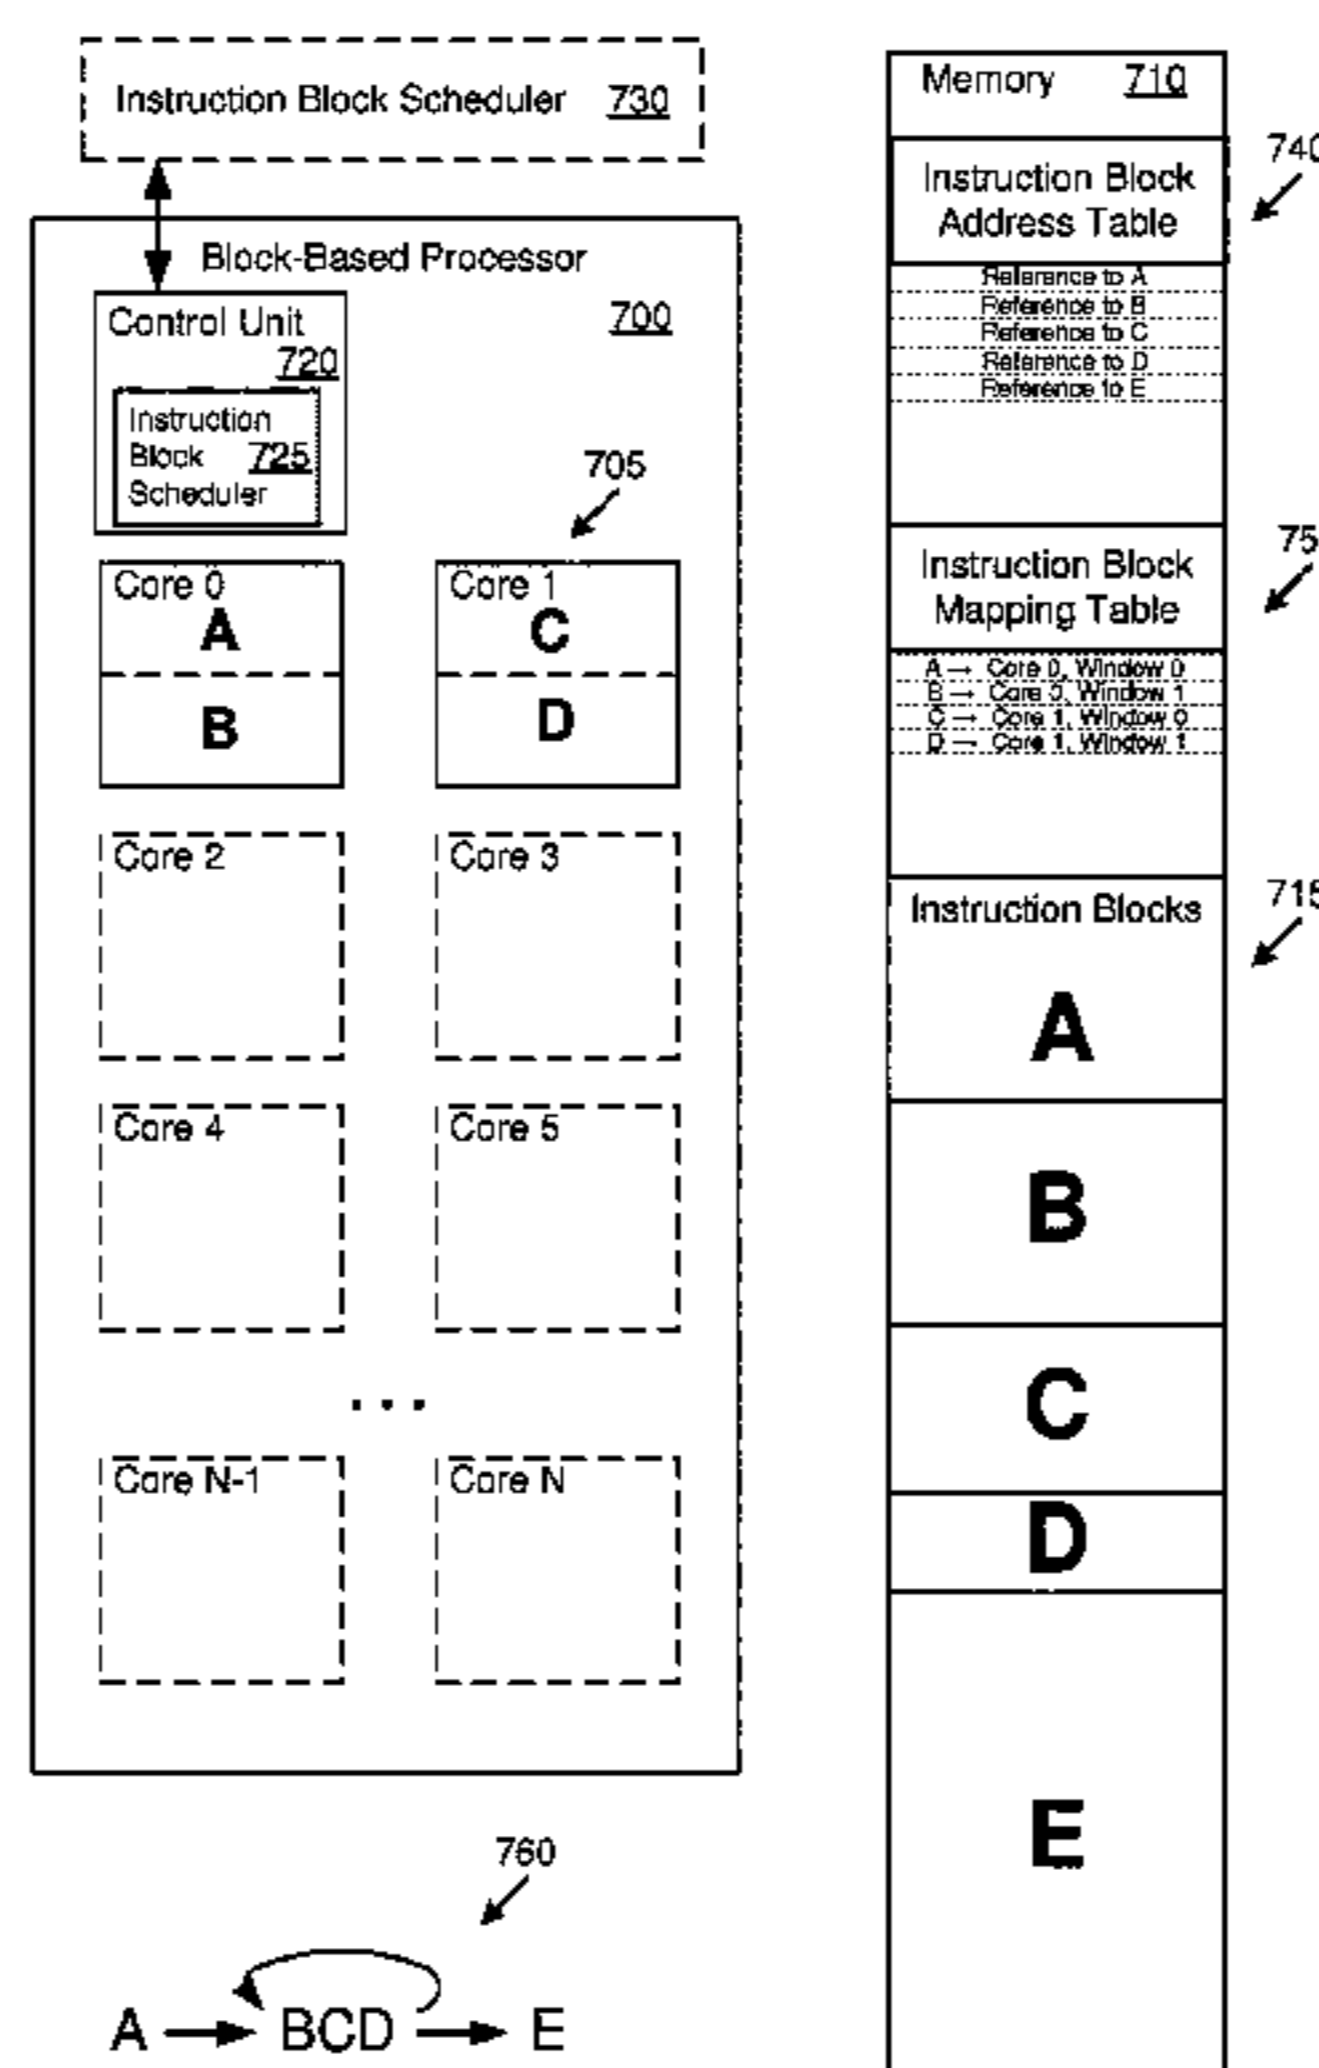 Instruction Block Scheduler 730
Block-Based Processor
700
Control Unit
720
Instruction
Block 725
Scheduler
705
Core 0
A
B
Core 1
C
D
Core 2
Core 3
Core 4
Core 5
...
Core N-1
Core N
760
A → BCD → E
Memory 710
740
Instruction Block
Address Table
Reference to A
Reference to B
Reference to C
Reference to D
Reference to E
75
Instruction Block
Mapping Table
A → Core 0, Window 0
B → Core 0, Window 1
C → Core 1, Window 0
D → Core 1, Window 1
715
Instruction Blocks
A
B
C
D
E